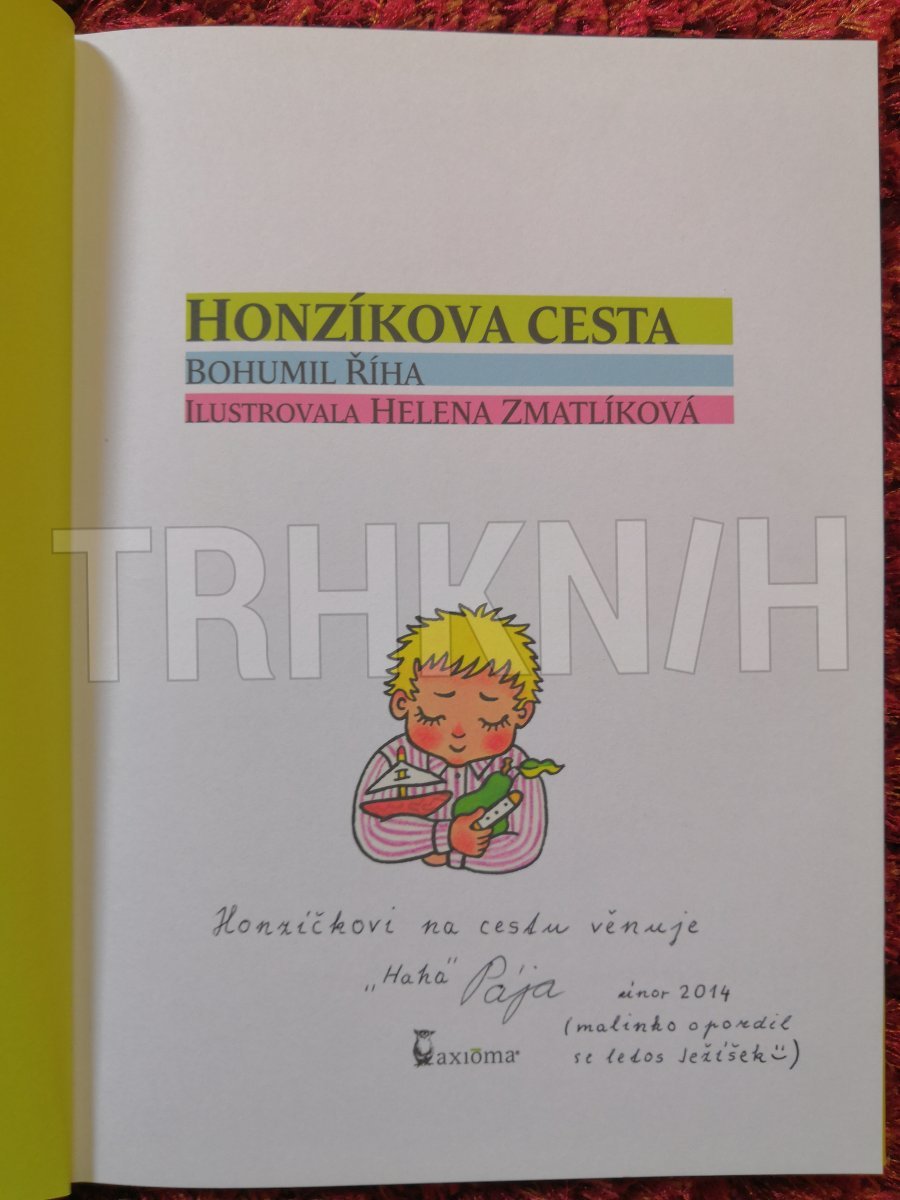 HONZÍKOVA CESTA
BOHUMIL ŘÍHA
ILUSTROVALA HELENA ZMATLÍKOVÁ
TRHKNIH
Honzíčkovi na cestu věnuje
„Haha" Pája únor 2014
(malinko opozdil
axióma®
se letos Ježíšek)